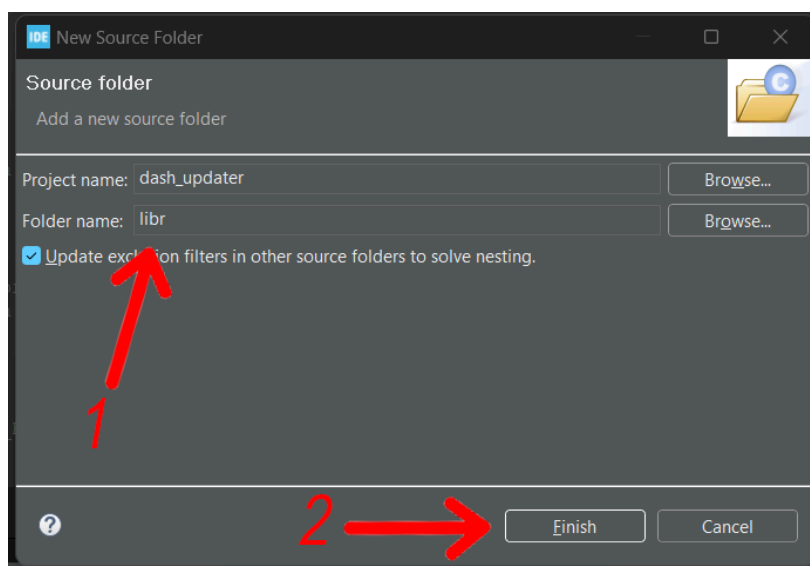 IDE New Source Folder
Source folder
C
Add a new source folder
Project name: dash_updater Browse...
Folder name: libr Browse...
Update exclusion filters in other source folders to solve nesting.
1
2
? Finish Cancel